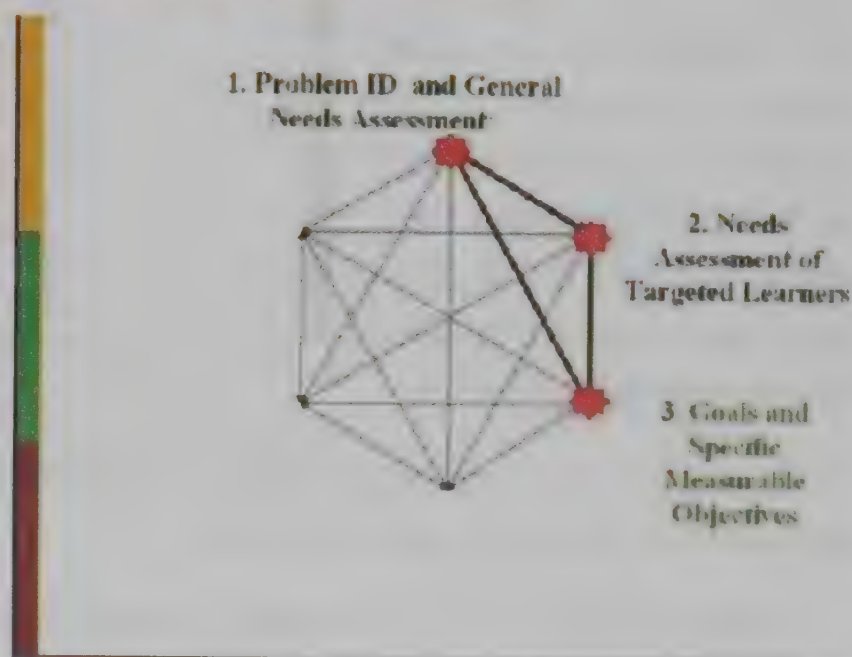 1. Problem ID and General
Needs Assessment
2. Needs
Assessment of
Targeted Learners
3 Goals and
Specific
Measurable
Objectives